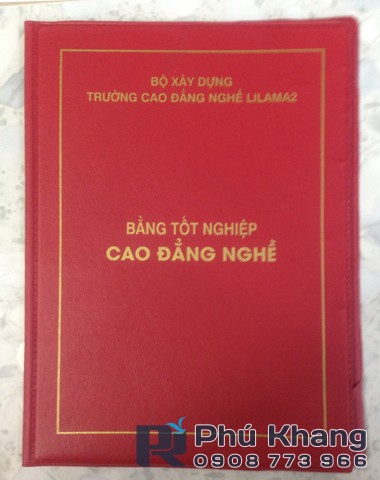 BỘ XÂY DỰNG
TRƯỜNG CAO ĐẲNG NGHỀ LILAMA2
BẰNG TỐT NGHIỆP
CAO ĐẲNG NGHỀ
Phú Khang
0908 773 966